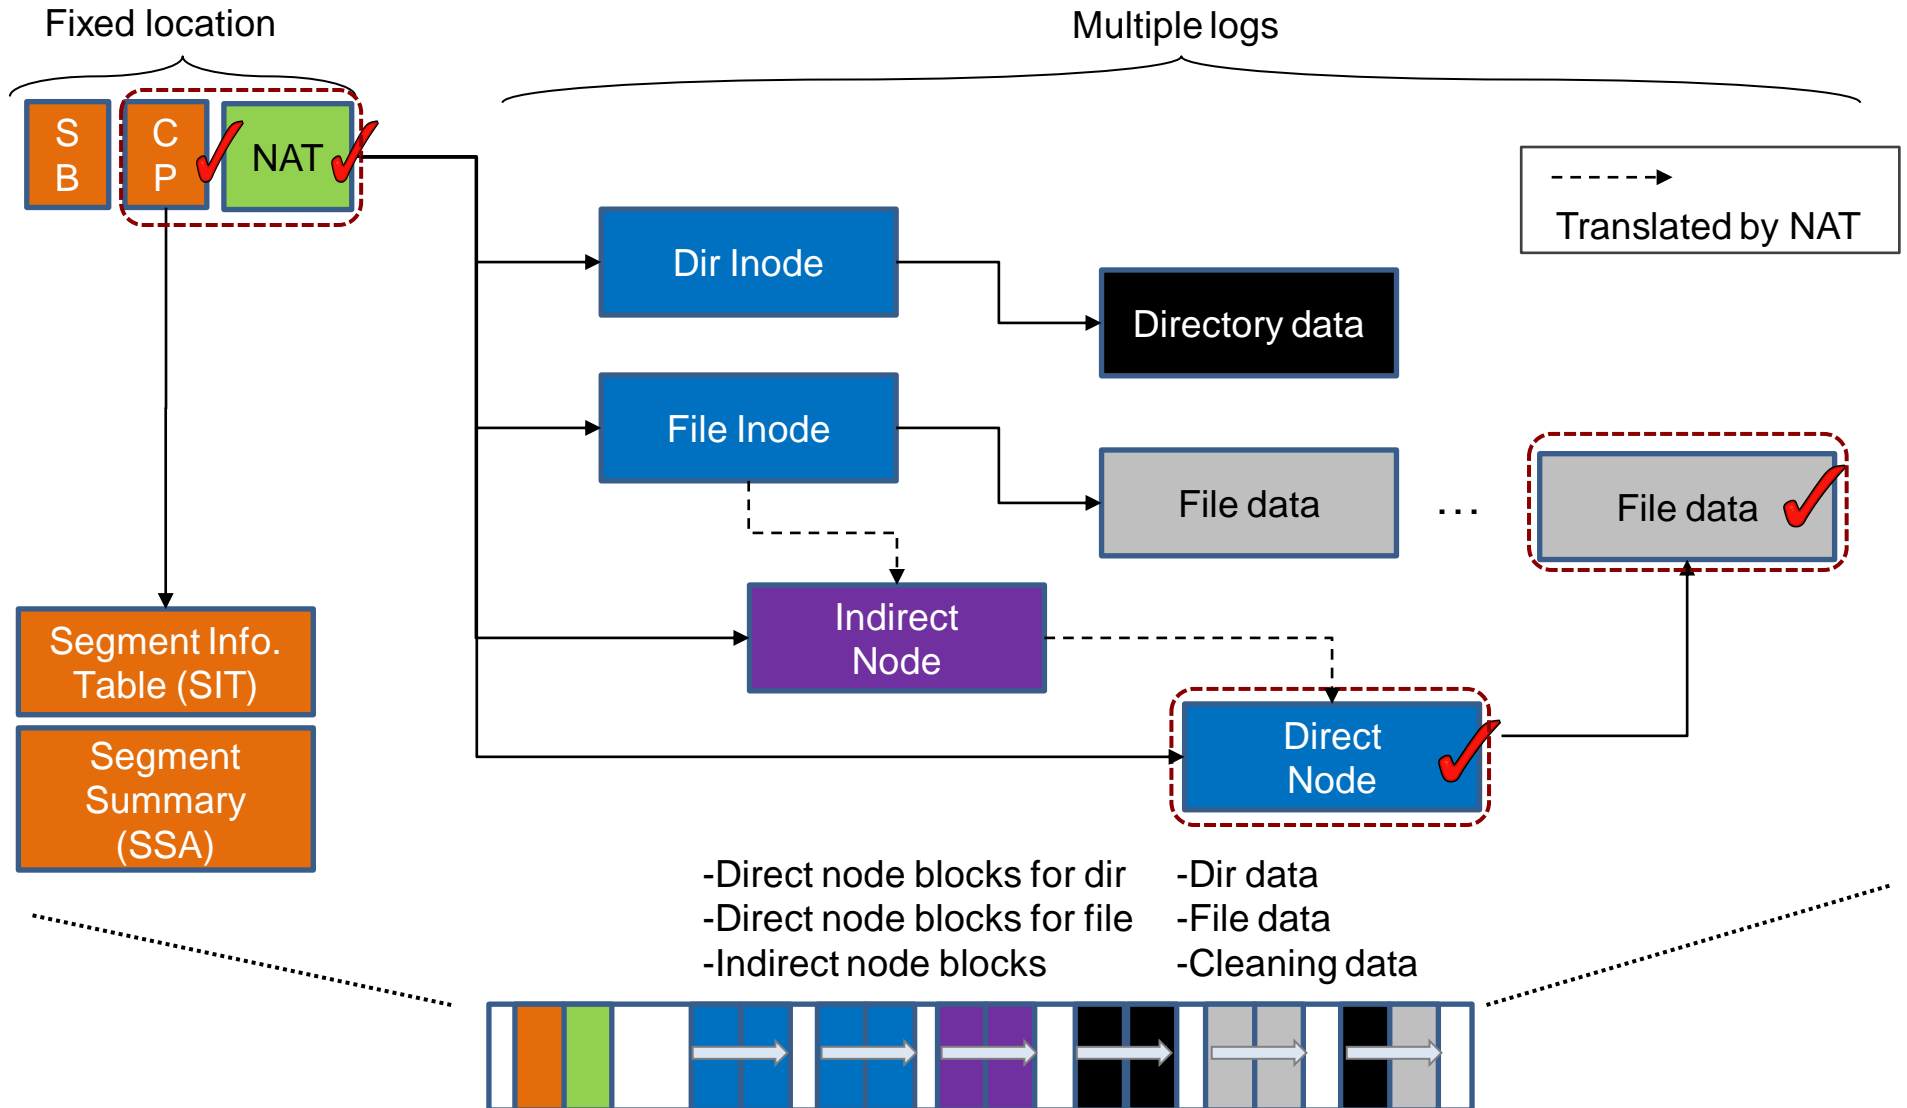 Fixed location
Multiple logs
S
B
C
P
NAT
Translated by NAT
Dir Inode
Directory data
File Inode
File data
...
File data
Indirect
Node
Segment Info.
Table (SIT)
Direct
Node
Segment
Summary
(SSA)
-Direct node blocks for dir
-Direct node blocks for file
-Indirect node blocks
-Dir data
-File data
-Cleaning data